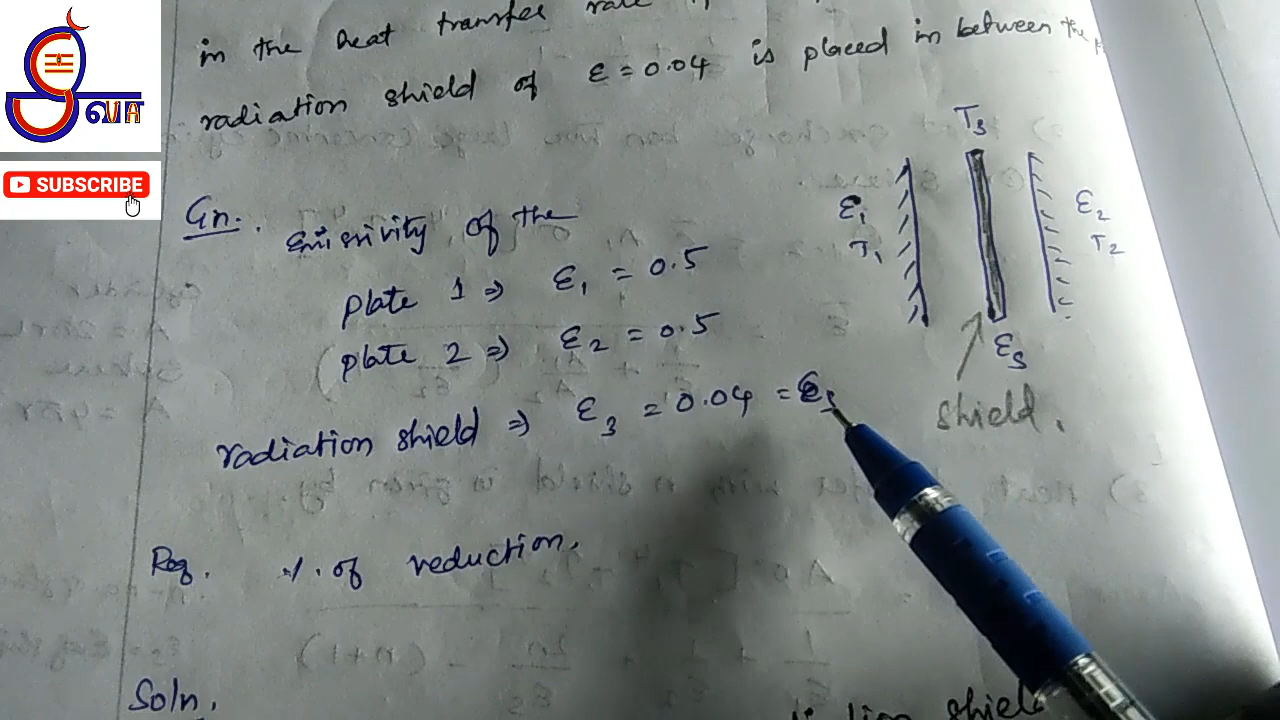 in the heat transfer rate
radiation shield of ε = 0.04 is placed in between the
Gn. Emissivity of the
plate 1 ⇒ ε₁ = 0.5
plate 2 ⇒ ε₂ = 0.5
radiation shield ⇒ ε₃ = 0.04 = εs
T₃
ε₁
T₁
ε₂
T₂
εs
shield.
Req. %. of reduction.
Soln.
shield
வா
SUBSCRIBE